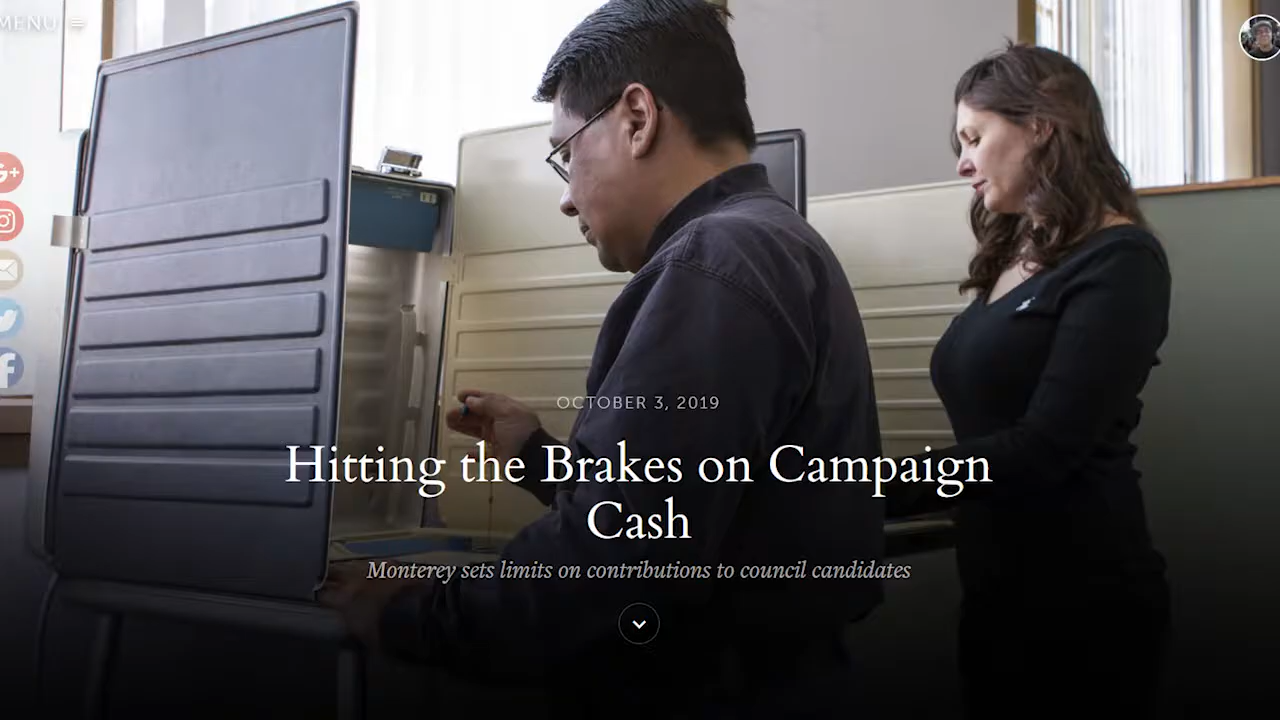 MENU
OCTOBER 3, 2019
Hitting the Brakes on Campaign
Cash
Monterey sets limits on contributions to council candidates